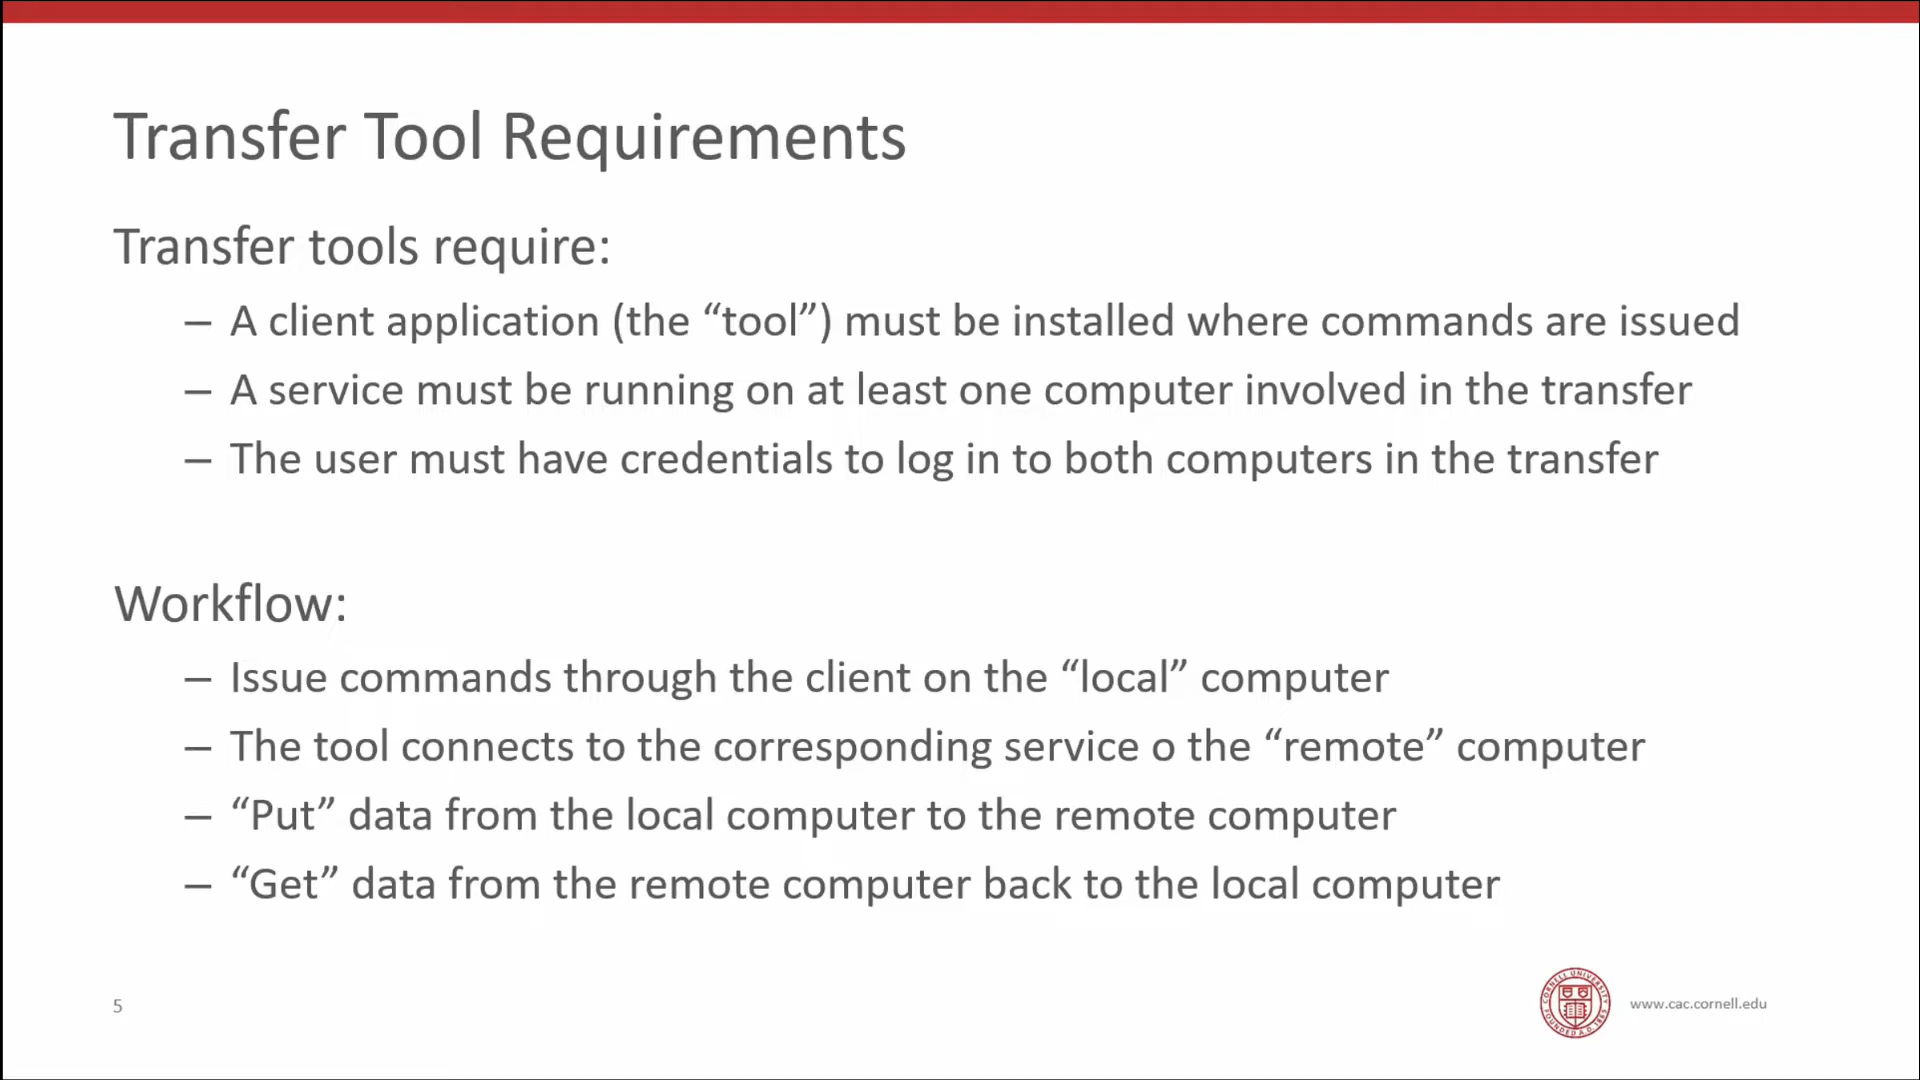 Transfer Tool Requirements
Transfer tools require:
– A client application (the “tool”) must be installed where commands are issued
– A service must be running on at least one computer involved in the transfer
– The user must have credentials to log in to both computers in the transfer
Workflow:
– Issue commands through the client on the “local” computer
– The tool connects to the corresponding service o the “remote” computer
– “Put” data from the local computer to the remote computer
– “Get” data from the remote computer back to the local computer
5
CORNELL UNIVERSITY
FOUNDED A.D. 1865
www.cac.cornell.edu